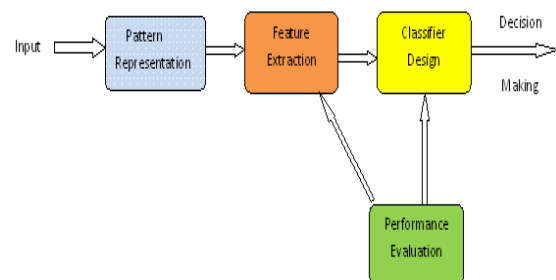 Input
Pattern
Representation
Feature
Extraction
Classifier
Design
Decision
Making
Performance
Evaluation